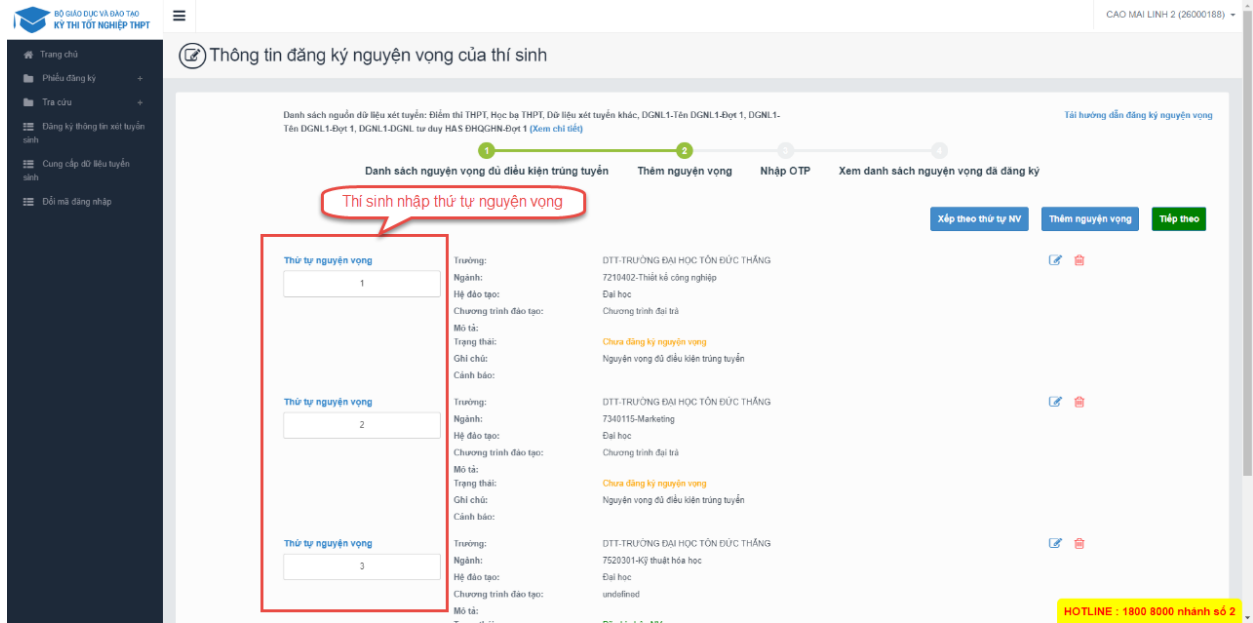 BỘ GIÁO DỤC VÀ ĐÀO TẠO
KỲ THI TỐT NGHIỆP THPT
CAO MAI LINH 2 (26000188)
Trang chủ
Phiếu đăng ký +
Tra cứu +
Đăng ký thông tin xét tuyển
sinh
Cung cấp dữ liệu tuyển
sinh
Đổi mã đăng nhập
Thông tin đăng ký nguyện vọng của thí sinh
Danh sách nguồn dữ liệu xét tuyển: Điểm thi THPT, Học bạ THPT, Dữ liệu xét tuyển khác, DGNL1-Tên DGNL1-Đợt 1, DGNL1-
Tên DGNL1-Đợt 1, DGNL1-DGNL tư duy HAS ĐHQGHN-Đợt 1 (Xem chi tiết)
Tải hướng dẫn đăng ký nguyện vọng
1 2 3 4
Danh sách nguyện vọng đủ điều kiện trúng tuyển Thêm nguyện vọng Nhập OTP Xem danh sách nguyện vọng đã đăng ký
Thí sinh nhập thứ tự nguyện vọng
Xếp theo thứ tự NV Thêm nguyện vọng Tiếp theo
Thứ tự nguyện vọng
1
Trường: DTT-TRƯỜNG ĐẠI HỌC TÔN ĐỨC THẮNG
Ngành: 7210402-Thiết kế công nghiệp
Hệ đào tạo: Đại học
Chương trình đào tạo: Chương trình đại trà
Mô tả:
Trạng thái: Chưa đăng ký nguyện vọng
Ghi chú: Nguyện vọng đủ điều kiện trúng tuyển
Cảnh báo:
Thứ tự nguyện vọng
2
Trường: DTT-TRƯỜNG ĐẠI HỌC TÔN ĐỨC THẮNG
Ngành: 7340115-Marketing
Hệ đào tạo: Đại học
Chương trình đào tạo: Chương trình đại trà
Mô tả:
Trạng thái: Chưa đăng ký nguyện vọng
Ghi chú: Nguyện vọng đủ điều kiện trúng tuyển
Cảnh báo:
Thứ tự nguyện vọng
3
Trường: DTT-TRƯỜNG ĐẠI HỌC TÔN ĐỨC THẮNG
Ngành: 7520301-Kỹ thuật hóa học
Hệ đào tạo: Đại học
Chương trình đào tạo: undefined
Mô tả:
HOTLINE : 1800 8000 nhánh số 2